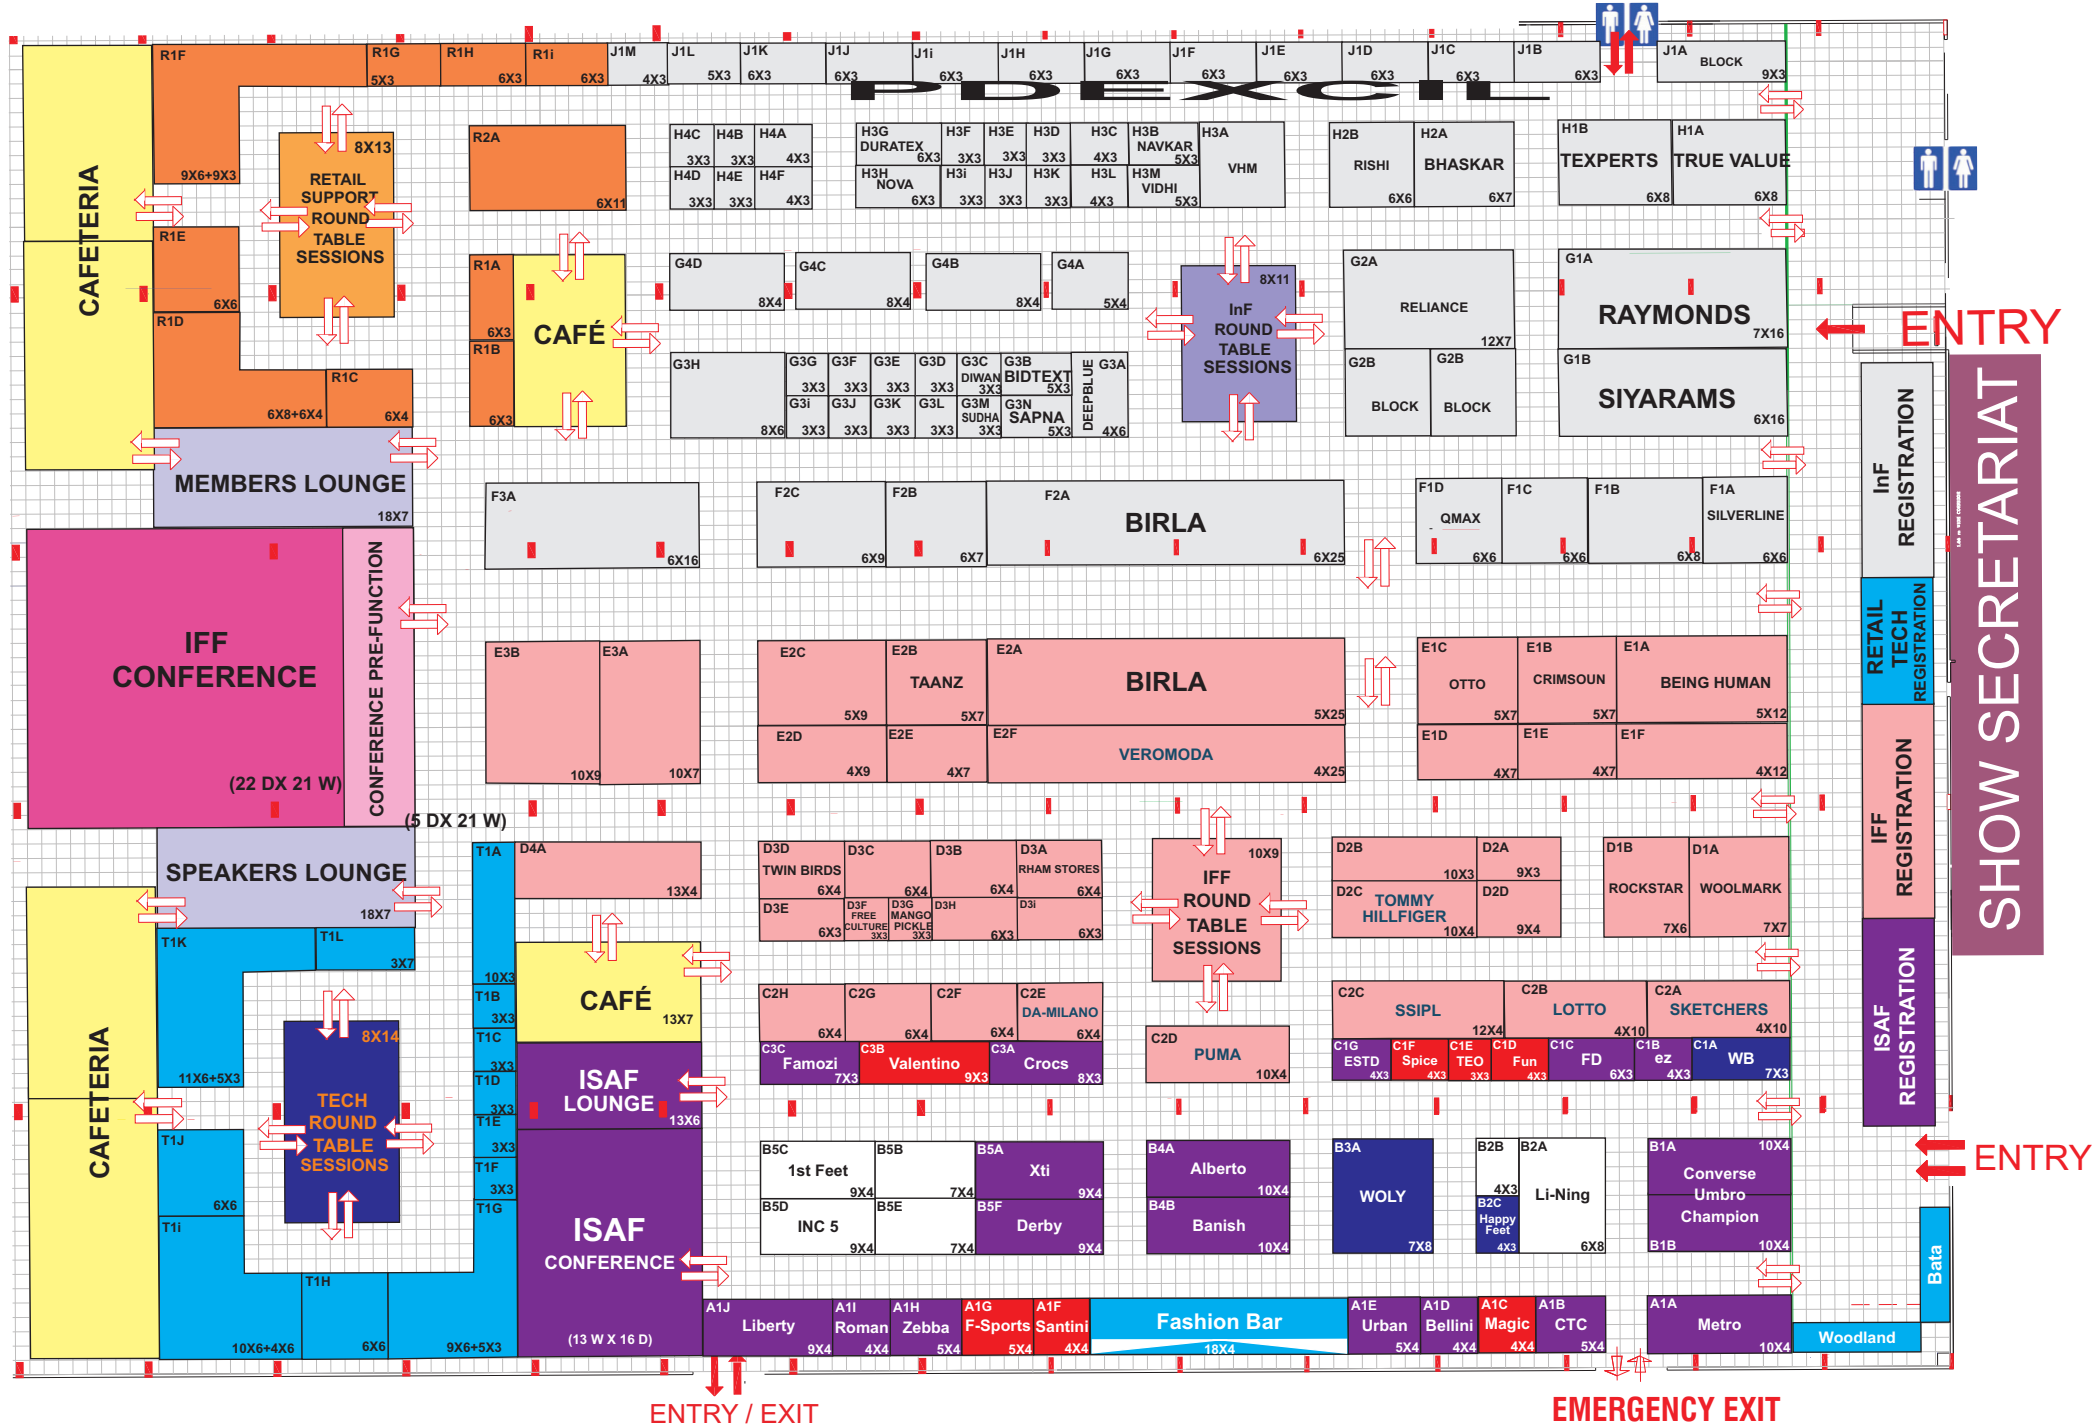 R1F
9X6+9X3
R1G
5X3
R1H
6X3
R1i
6X3
J1M
4X3
J1L
5X3
J1K
6X3
J1J
6X3
J1i
6X3
J1H
6X3
J1G
6X3
J1F
6X3
J1E
6X3
J1D
6X3
J1C
6X3
J1B
6X3
J1A
BLOCK
9X3
PDEXCIL
CAFETERIA
8X13
RETAIL
SUPPORT
ROUND
TABLE
SESSIONS
R2A
6X11
H4C
3X3
H4B
3X3
H4A
4X3
H4D
3X3
H4E
3X3
H4F
4X3
H3G
DURATEX
6X3
H3F
3X3
H3E
3X3
H3D
3X3
H3C
4X3
H3B
NAVKAR
5X3
H3A
VHM
H3H
NOVA
6X3
H3i
3X3
H3J
3X3
H3K
3X3
H3L
4X3
H3M
VIDHI
5X3
H2B
RISHI
6X6
H2A
BHASKAR
6X7
H1B
TEXPERTS
6X8
H1A
TRUE VALUE
6X8
R1E
6X6
R1D
6X8+6X4
R1C
6X4
R1A
6X3
R1B
6X3
CAFÉ
G4D
8X4
G4C
8X4
G4B
8X4
G4A
5X4
8X11
InF
ROUND
TABLE
SESSIONS
G2A
RELIANCE
12X7
G1A
RAYMONDS
7X16
ENTRY
G3H
8X6
G3G
3X3
G3F
3X3
G3E
3X3
G3D
3X3
G3C
DIWAN
3X3
G3B
BIDTEXT
5X3
DEEPBLUE
G3A
4X6
G3i
3X3
G3J
3X3
G3K
3X3
G3L
3X3
G3M
SUDHA
3X3
G3N
SAPNA
5X3
G2B
BLOCK
G2B
BLOCK
G1B
SIYARAMS
6X16
InF
REGISTRATION
SHOW SECRETARIAT
MEMBERS LOUNGE
18X7
F3A
6X16
F2C
6X9
F2B
6X7
F2A
BIRLA
6X25
F1D
QMAX
6X6
F1C
6X6
F1B
6X8
F1A
SILVERLINE
6X6
IFF
CONFERENCE
(22 DX 21 W)
CONFERENCE PRE-FUNCTION
(5 DX 21 W)
RETAIL
TECH
REGISTRATION
E3B
10X9
E3A
10X7
E2C
5X9
E2B
TAANZ
5X7
E2A
BIRLA
5X25
E2D
4X9
E2E
4X7
E2F
VEROMODA
4X25
E1C
OTTO
5X7
E1B
CRIMSOUN
5X7
E1A
BEING HUMAN
5X12
E1D
4X7
E1E
4X7
E1F
4X12
IFF
REGISTRATION
SPEAKERS LOUNGE
18X7
T1A
10X3
D4A
13X4
D3D
TWIN BIRDS
6X4
D3C
6X4
D3B
6X4
D3A
RHAM STORES
6X4
D3E
6X3
D3F
FREE
CULTURE
3X3
D3G
MANGO
PICKLE
3X3
D3H
6X3
D3i
6X3
10X9
IFF
ROUND
TABLE
SESSIONS
D2B
10X3
D2A
9X3
D2C
TOMMY
HILLFIGER
10X4
D2D
9X4
D1B
ROCKSTAR
7X6
D1A
WOOLMARK
7X7
CAFETERIA
T1K
11X6+5X3
T1L
3X7
CAFÉ
13X7
T1B
3X3
T1C
3X3
T1D
3X3
T1E
3X3
T1F
3X3
T1G
9X6+5X3
C2H
6X4
C2G
6X4
C2F
6X4
C2E
DA-MILANO
6X4
C3C
Famozi
7X3
C3B
Valentino
9X3
C3A
Crocs
8X3
C2D
PUMA
10X4
C2C
SSIPL
12X4
C2B
LOTTO
4X10
C2A
SKETCHERS
4X10
C1G
ESTD
4X3
C1F
Spice
4X3
C1E
TEO
3X3
C1D
Fun
4X3
C1C
FD
6X3
C1B
ez
4X3
C1A
WB
7X3
ISAF
REGISTRATION
8X14
TECH
ROUND
TABLE
SESSIONS
ISAF
LOUNGE
13X6
T1J
6X6
T1i
10X6+4X6
T1H
6X6
ISAF
CONFERENCE
(13 W X 16 D)
B5C
1st Feet
9X4
B5B
7X4
B5A
Xti
9X4
B5D
INC 5
9X4
B5E
7X4
B5F
Derby
9X4
B4A
Alberto
10X4
B4B
Banish
10X4
B3A
WOLY
7X8
B2B
4X3
B2C
Happy
Feet
4X3
B2A
Li-Ning
6X8
B1A
10X4
Converse
Umbro
Champion
B1B
10X4
ENTRY
Bata
A1J
Liberty
9X4
A1I
Roman
4X4
A1H
Zebba
5X4
A1G
F-Sports
5X4
A1F
Santini
4X4
Fashion Bar
18X4
A1E
Urban
5X4
A1D
Bellini
4X4
A1C
Magic
4X4
A1B
CTC
5X4
A1A
Metro
10X4
Woodland
ENTRY / EXIT
EMERGENCY EXIT